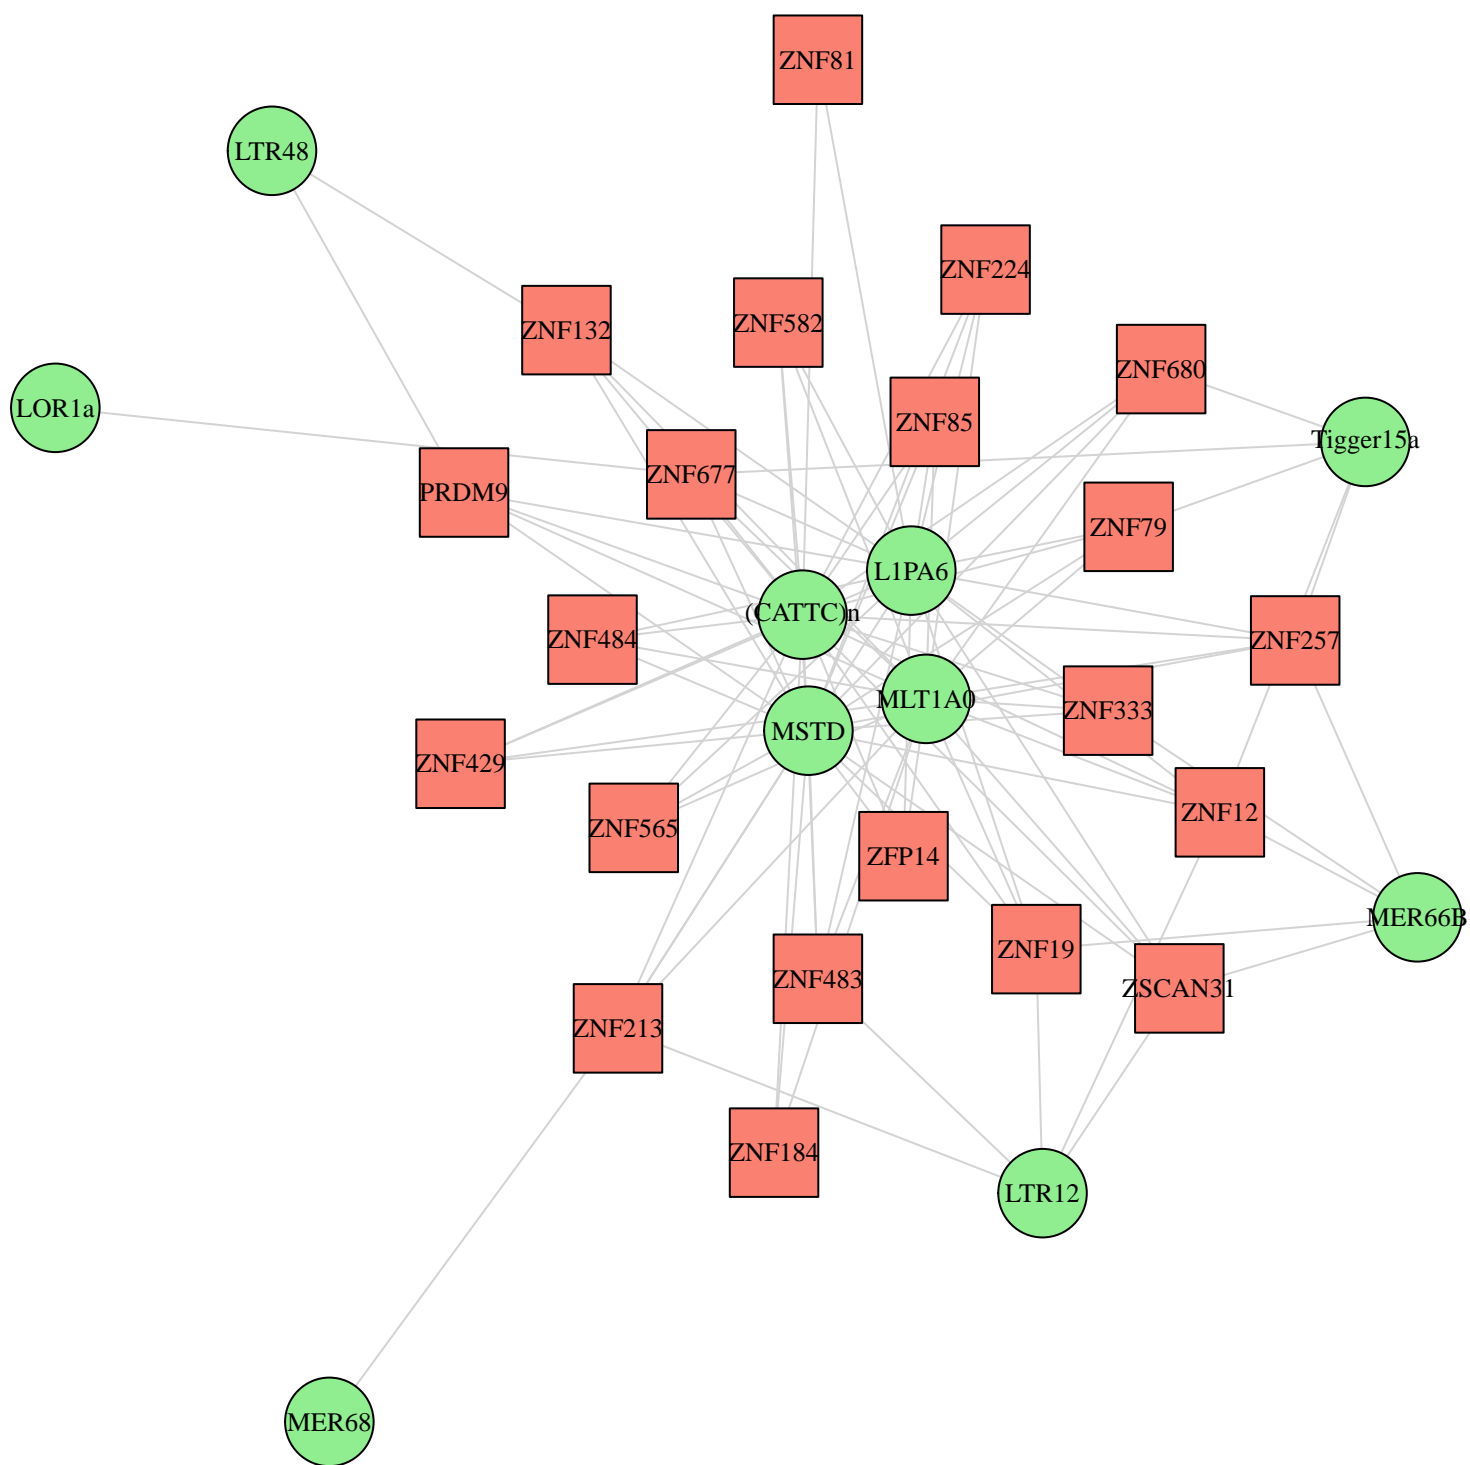 ZNF81
LTR48
ZNF224
ZNF582
ZNF132
ZNF680
LOR1a
ZNF85
Tigger15a
ZNF677
PRDM9
ZNF79
L1PA6
(CATTC)n
ZNF484
ZNF257
MLT1A0
ZNF333
MSTD
ZNF429
ZNF12
ZNF565
ZFP14
MER66B
ZNF19
ZNF483
ZSCAN31
ZNF213
ZNF184
LTR12
MER68